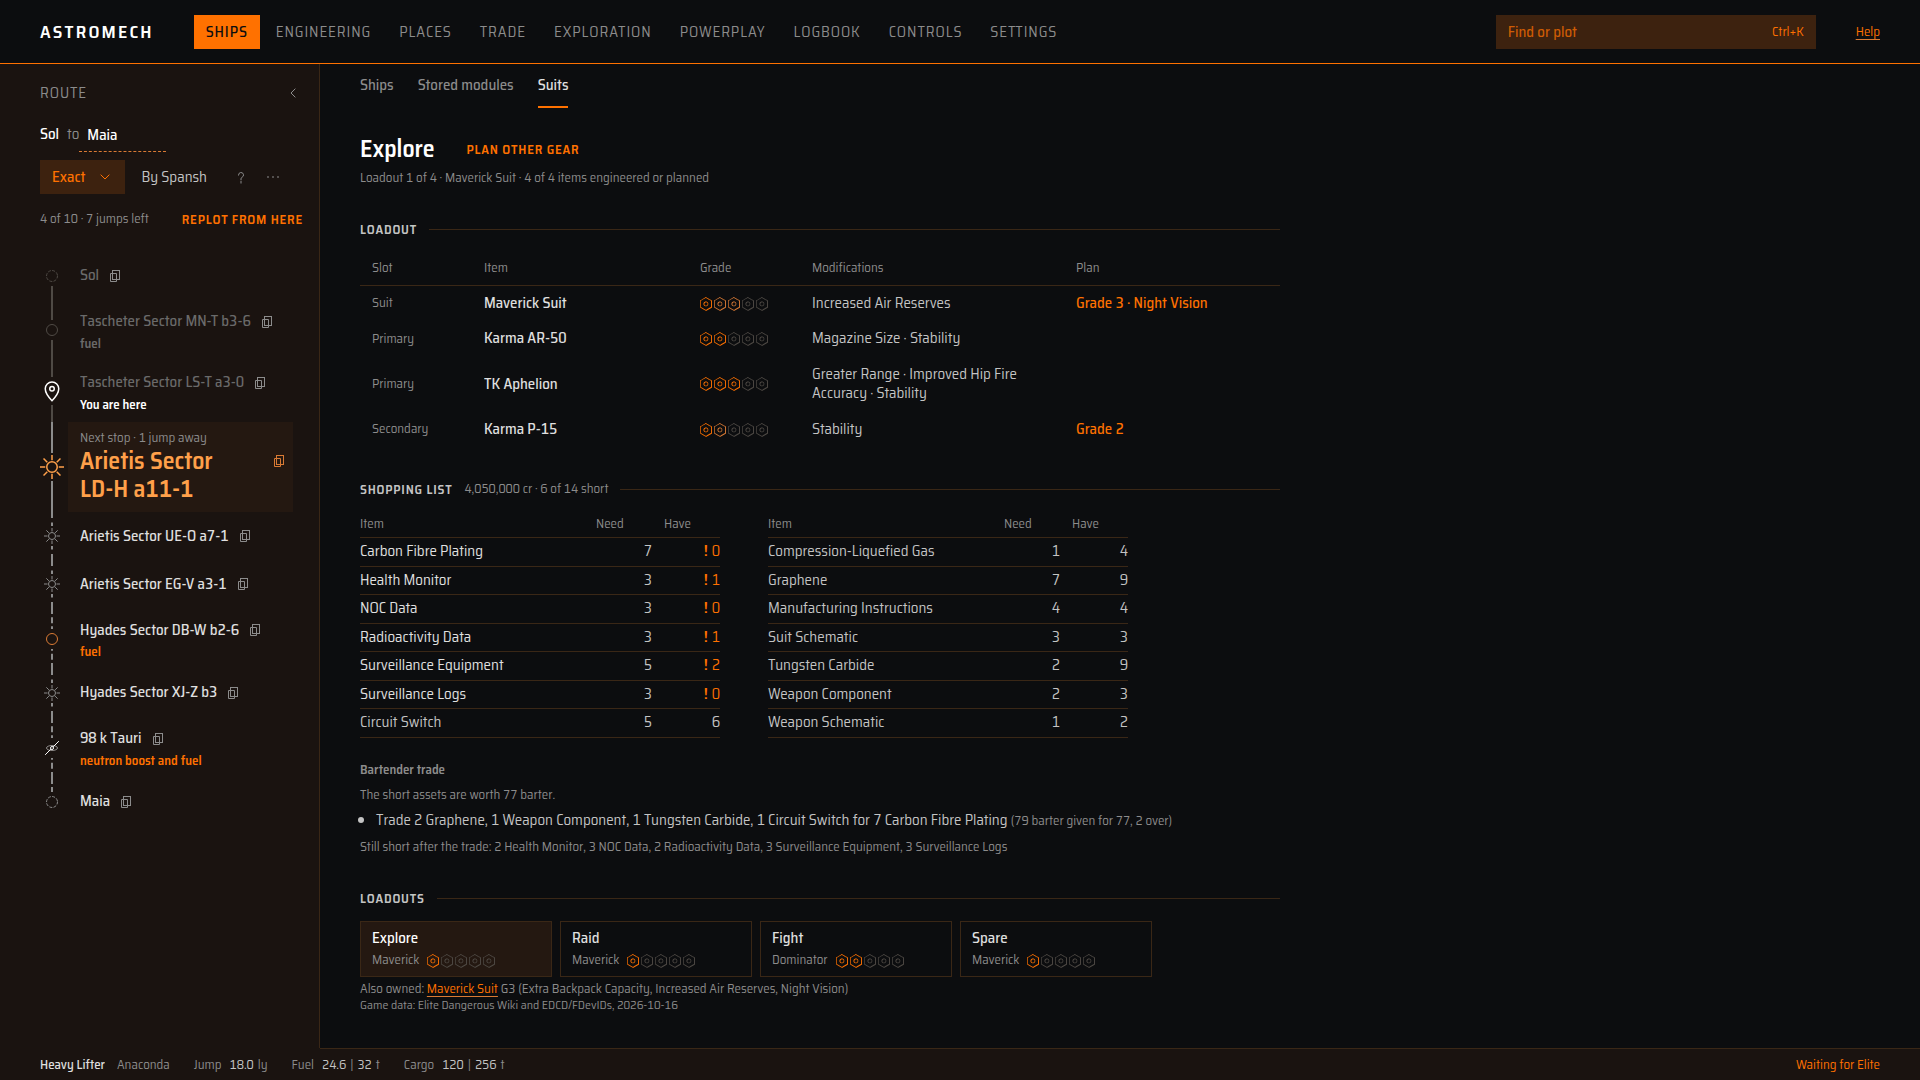 ASTROMECH SHIPS ENGINEERING PLACES TRADE EXPLORATION POWERPLAY LOGBOOK CONTROLS SETTINGS Find or plot Ctrl+K Help
ROUTE
Sol to Maia
Exact By Spansh ? ...
4 of 10 · 7 jumps left REPLOT FROM HERE
Sol
Tascheter Sector MN-T b3-6
fuel
Tascheter Sector LS-T a3-0
You are here
Next stop · 1 jump away
Arietis Sector
LD-H a11-1
Arietis Sector UE-O a7-1
Arietis Sector EG-V a3-1
Hyades Sector DB-W b2-6
fuel
Hyades Sector XJ-Z b3
98 k Tauri
neutron boost and fuel
Maia
Ships Stored modules Suits
Explore PLAN OTHER GEAR
Loadout 1 of 4 · Maverick Suit · 4 of 4 items engineered or planned
LOADOUT
Slot Item Grade Modifications Plan
Suit Maverick Suit Increased Air Reserves Grade 3 · Night Vision
Primary Karma AR-50 Magazine Size · Stability
Primary TK Aphelion Greater Range · Improved Hip Fire
Accuracy · Stability
Secondary Karma P-15 Stability Grade 2
SHOPPING LIST 4,050,000 cr · 6 of 14 short
Item Need Have Item Need Have
Carbon Fibre Plating 7 ! 0 Compression-Liquefied Gas 1 4
Health Monitor 3 ! 1 Graphene 7 9
NOC Data 3 ! 0 Manufacturing Instructions 4 4
Radioactivity Data 3 ! 1 Suit Schematic 3 3
Surveillance Equipment 5 ! 2 Tungsten Carbide 2 9
Surveillance Logs 3 ! 0 Weapon Component 2 3
Circuit Switch 5 6 Weapon Schematic 1 2
Bartender trade
The short assets are worth 77 barter.
Trade 2 Graphene, 1 Weapon Component, 1 Tungsten Carbide, 1 Circuit Switch for 7 Carbon Fibre Plating (79 barter given for 77, 2 over)
Still short after the trade: 2 Health Monitor, 3 NOC Data, 2 Radioactivity Data, 3 Surveillance Equipment, 3 Surveillance Logs
LOADOUTS
Explore Raid Fight Spare
Maverick Maverick Dominator Maverick
Also owned: Maverick Suit G3 (Extra Backpack Capacity, Increased Air Reserves, Night Vision)
Game data: Elite Dangerous Wiki and EDCD/FDevIDs, 2026-10-16
Heavy Lifter Anaconda Jump 18.0 ly Fuel 24.6 | 32 t Cargo 120 | 256 t Waiting for Elite